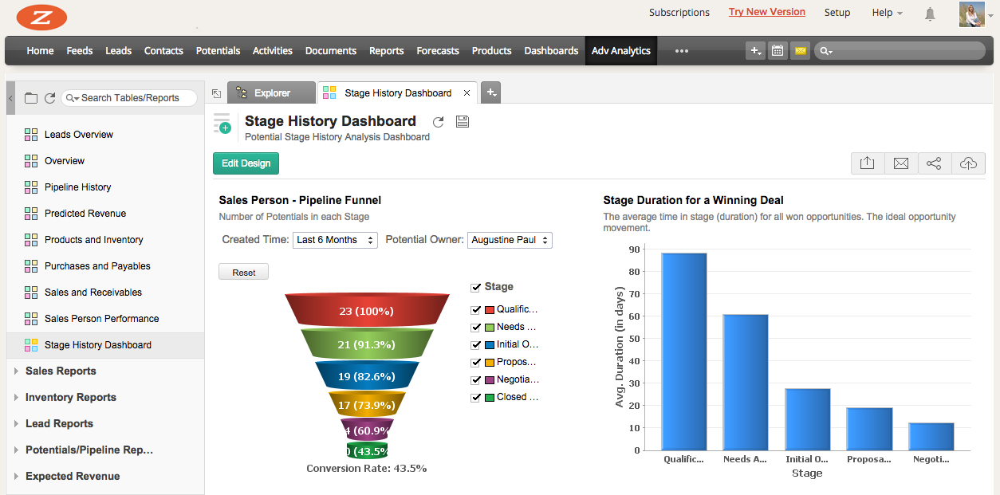 Z
Subscriptions Try New Version Setup Help
Home Feeds Leads Contacts Potentials Activities Documents Reports Forecasts Products Dashboards Adv Analytics •••
Search Tables/Reports
Leads Overview
Overview
Pipeline History
Predicted Revenue
Products and Inventory
Purchases and Payables
Sales and Receivables
Sales Person Performance
Stage History Dashboard
Sales Reports
Inventory Reports
Lead Reports
Potentials/Pipeline Rep...
Expected Revenue
Explorer
Stage History Dashboard
Stage History Dashboard
Potential Stage History Analysis Dashboard
Edit Design
Sales Person - Pipeline Funnel
Number of Potentials in each Stage
Created Time: Last 6 Months Potential Owner: Augustine Paul
Reset
23 (100%)
21 (91.3%)
19 (82.6%)
17 (73.9%)
4 (60.9%
0 (43.5%
Conversion Rate: 43.5%
Stage
Qualific...
Needs ...
Initial O...
Propos...
Negotia...
Closed ...
Stage Duration for a Winning Deal
The average time in stage (duration) for all won opportunities. The ideal opportunity
movement.
Avg. Duration (in days)
90
80
70
60
50
40
30
20
10
0
Qualific... Needs A... Initial O... Proposa... Negoti...
Stage